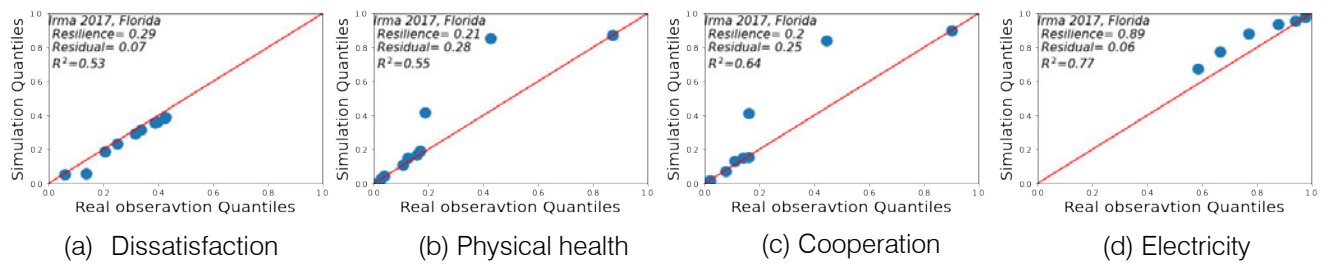 Irma 2017, Florida
Resilience= 0.29
Residual= 0.07
R²=0.53
Simulation Quantiles
1.0
0.8
0.6
0.4
0.2
0.0
0.0 0.2 0.4 0.6 0.8 1.0
Real obseravtion Quantiles
(a) Dissatisfaction
Irma 2017, Florida
Resilience= 0.21
Residual= 0.28
R²=0.55
Simulation Quantiles
1.0
0.8
0.6
0.4
0.2
0.0
0.0 0.2 0.4 0.6 0.8 1.0
Real obseravtion Quantiles
(b) Physical health
Irma 2017, Florida
Resilience= 0.2
Residual= 0.25
R²=0.64
Simulation Quantiles
1.0
0.8
0.6
0.4
0.2
0.0
0.0 0.2 0.4 0.6 0.8 1.0
Real obseravtion Quantiles
(c) Cooperation
Irma 2017, Florida
Resilience= 0.89
Residual= 0.06
R²=0.77
Simulation Quantiles
1.0
0.8
0.6
0.4
0.2
0.0
0.0 0.2 0.4 0.6 0.8 1.0
Real obseravtion Quantiles
(d) Electricity